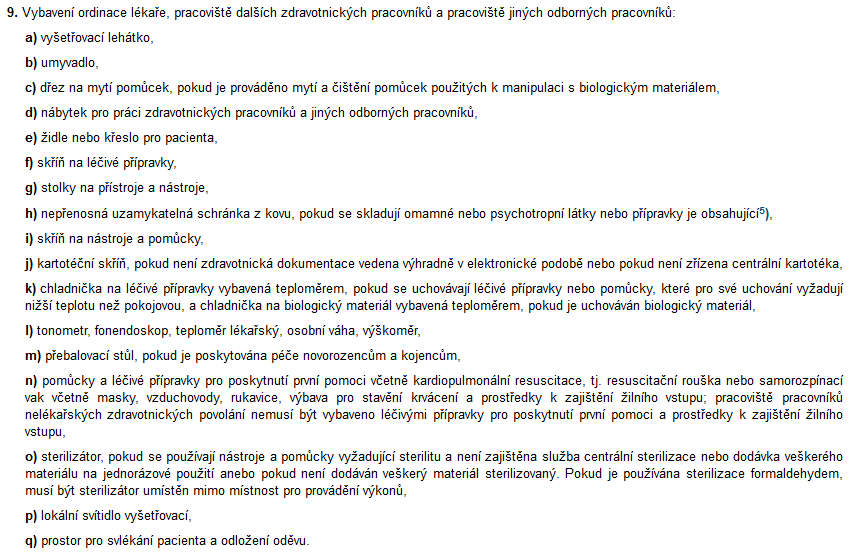 9. Vybavení ordinace lékaře, pracoviště dalších zdravotnických pracovníků a pracoviště jiných odborných pracovníků:
a) vyšetřovací lehátko,
b) umyvadlo,
c) dřez na mytí pomůcek, pokud je prováděno mytí a čištění pomůcek použitých k manipulaci s biologickým materiálem,
d) nábytek pro práci zdravotnických pracovníků a jiných odborných pracovníků,
e) židle nebo křeslo pro pacienta,
f) skříň na léčivé přípravky,
g) stolky na přístroje a nástroje,
h) nepřenosná uzamykatelná schránka z kovu, pokud se skladují omamné nebo psychotropní látky nebo přípravky je obsahující⁵),
i) skříň na nástroje a pomůcky,
j) kartotéční skříň, pokud není zdravotnická dokumentace vedena výhradně v elektronické podobě nebo pokud není zřízena centrální kartotéka,
k) chladnička na léčivé přípravky vybavená teploměrem, pokud se uchovávají léčivé přípravky nebo pomůcky, které pro své uchování vyžadují
nižší teplotu než pokojovou, a chladnička na biologický materiál vybavená teploměrem, pokud je uchováván biologický materiál,
l) tonometr, fonendoskop, teploměr lékařský, osobní váha, výškoměr,
m) přebalovací stůl, pokud je poskytována péče novorozencům a kojencům,
n) pomůcky a léčivé přípravky pro poskytnutí první pomoci včetně kardiopulmonální resuscitace, tj. resuscitační rouška nebo samorozpínací
vak včetně masky, vzduchovody, rukavice, výbava pro stavění krvácení a prostředky k zajištění žilního vstupu; pracoviště pracovníků
nelékařských zdravotnických povolání nemusí být vybaveno léčivými přípravky pro poskytnutí první pomoci a prostředky k zajištění žilního
vstupu,
o) sterilizátor, pokud se používají nástroje a pomůcky vyžadující sterilitu a není zajištěna služba centrální sterilizace nebo dodávka veškerého
materiálu na jednorázové použití anebo pokud není dodáván veškerý materiál sterilizovaný. Pokud je používána sterilizace formaldehydem,
musí být sterilizátor umístěn mimo místnost pro provádění výkonů,
p) lokální svítidlo vyšetřovací,
q) prostor pro svlékání pacienta a odložení oděvu.